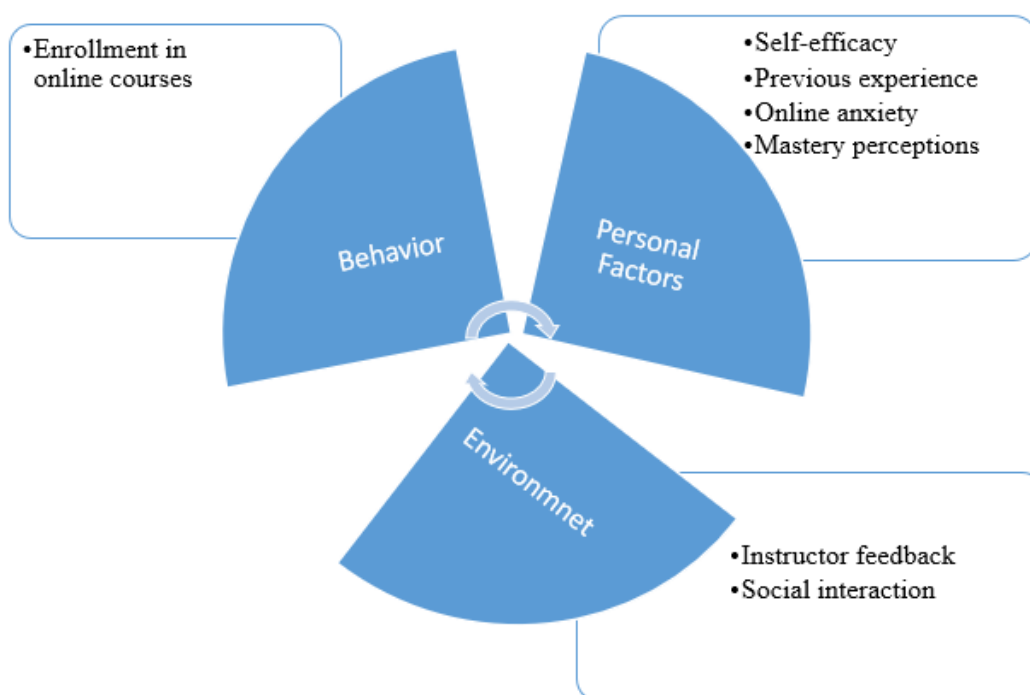 •Enrollment in
online courses
•Self-efficacy
•Previous experience
•Online anxiety
•Mastery perceptions
Behavior
Personal
Factors
Environmnet
•Instructor feedback
•Social interaction